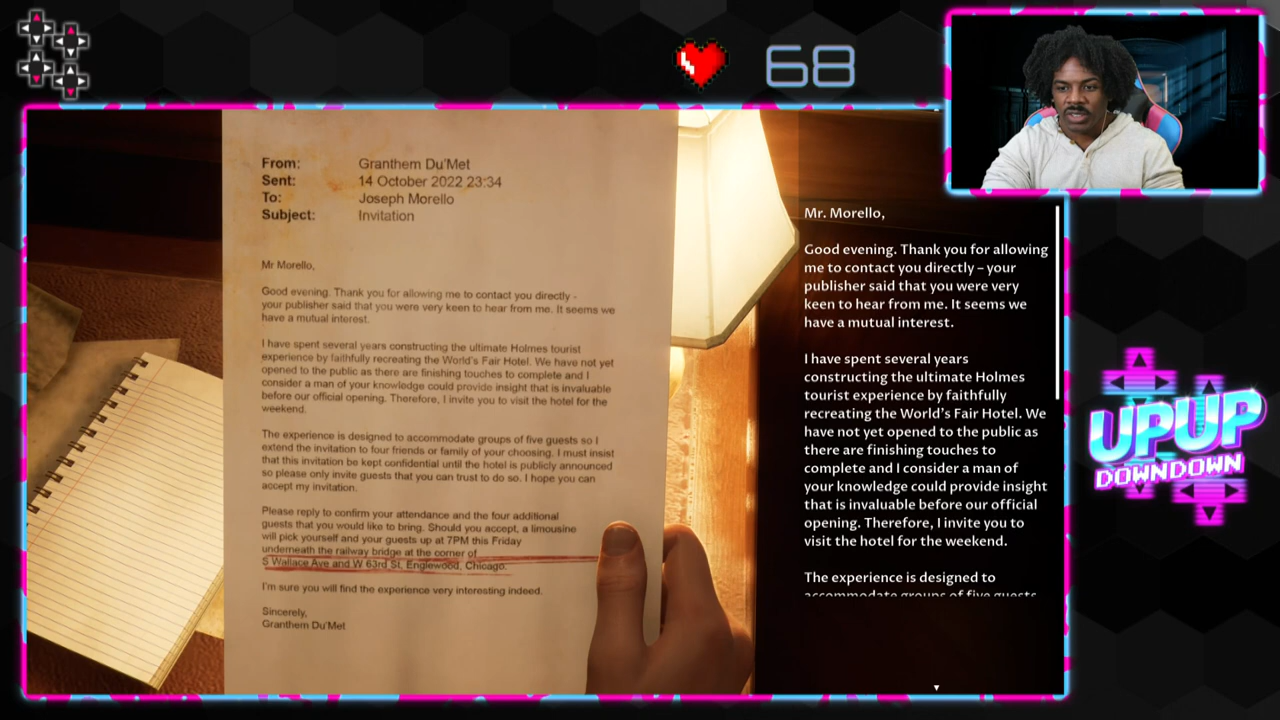 68
From: Granthem Du'Met
Sent: 14 October 2022 23:34
To: Joseph Morello
Subject: Invitation
Mr Morello,
Good evening. Thank you for allowing me to contact you directly -
your publisher said that you were very keen to hear from me. It seems we
have a mutual interest.
I have spent several years constructing the ultimate Holmes tourist
experience by faithfully recreating the World's Fair Hotel. We have not yet
opened to the public as there are finishing touches to complete and I
consider a man of your knowledge could provide insight that is invaluable
before our official opening. Therefore, I invite you to visit the hotel for the
weekend.
The experience is designed to accommodate groups of five guests so I
extend the invitation to four friends or family of your choosing. I must insist
that this invitation be kept confidential until the hotel is publicly announced
so please only invite guests that you can trust to do so. I hope you can
accept my invitation.
Please reply to confirm your attendance and the four additional
guests that you would like to bring. Should you accept, a limousine
will pick yourself and your guests up at 7PM this Friday
underneath the railway bridge at the corner of
S Wallace Ave and W 63rd St, Englewood, Chicago.
I'm sure you will find the experience very interesting indeed.
Sincerely,
Granthem Du'Met
Mr. Morello,
Good evening. Thank you for allowing
me to contact you directly – your
publisher said that you were very
keen to hear from me. It seems we
have a mutual interest.
I have spent several years
constructing the ultimate Holmes
tourist experience by faithfully
recreating the World's Fair Hotel. We
have not yet opened to the public as
there are finishing touches to
complete and I consider a man of
your knowledge could provide insight
that is invaluable before our official
opening. Therefore, I invite you to
visit the hotel for the weekend.
The experience is designed to
accommodate groups of five guests
UPUP
DOWNDOWN